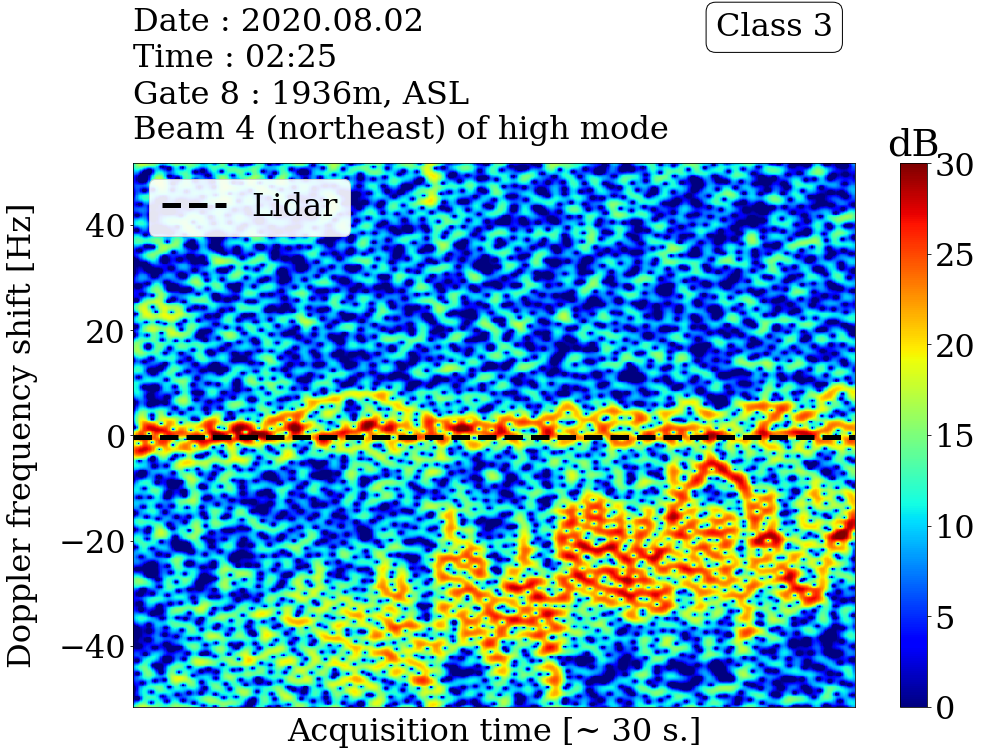 Date : 2020.08.02
Time : 02:25
Gate 8 : 1936m, ASL
Beam 4 (northeast) of high mode
Class 3
dB
Lidar
Doppler frequency shift [Hz]
40
20
0
−20
−40
Acquisition time [~ 30 s.]
30
25
20
15
10
5
0